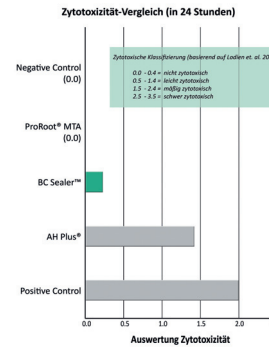 Zytotoxizität-Vergleich (in 24 Stunden)
Zytotoxische Klassifizierung (basierend auf Lodien et. al. 20
0.0 - 0.4 = nicht zytotoxisch
0.5 - 1.4 = leicht zytotoxisch
1.5 - 2.4 = mäßig zytotoxisch
2.5 - 3.5 = schwer zytotoxisch
Negative Control
(0.0)
ProRoot® MTA
(0.0)
BC Sealer™
AH Plus®
Positive Control
0.0 0.5 1.0 1.5 2.0
Auswertung Zytotoxizität